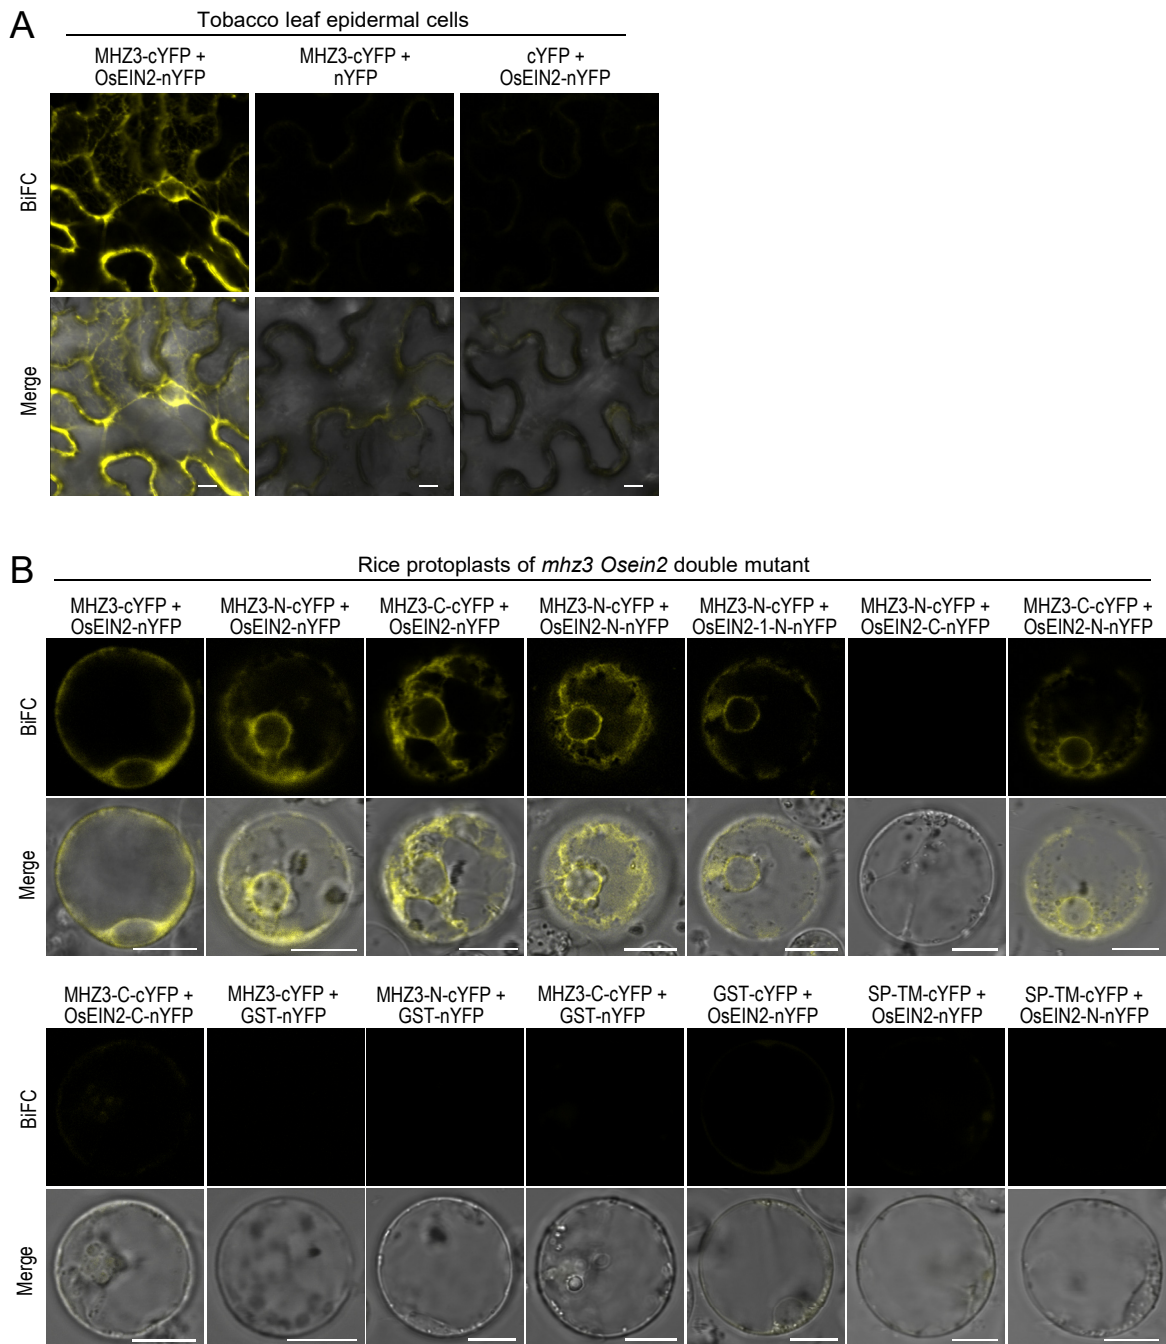 A
Tobacco leaf epidermal cells
MHZ3-cYFP +
OsEIN2-nYFP
MHZ3-cYFP +
nYFP
cYFP +
OsEIN2-nYFP
BiFC
Merge
B
Rice protoplasts of mhz3 Osein2 double mutant
MHZ3-cYFP +
OsEIN2-nYFP
MHZ3-N-cYFP +
OsEIN2-nYFP
MHZ3-C-cYFP +
OsEIN2-nYFP
MHZ3-N-cYFP +
OsEIN2-N-nYFP
MHZ3-N-cYFP +
OsEIN2-1-N-nYFP
MHZ3-N-cYFP +
OsEIN2-C-nYFP
MHZ3-C-cYFP +
OsEIN2-N-nYFP
BiFC
Merge
MHZ3-C-cYFP +
OsEIN2-C-nYFP
MHZ3-cYFP +
GST-nYFP
MHZ3-N-cYFP +
GST-nYFP
MHZ3-C-cYFP +
GST-nYFP
GST-cYFP +
OsEIN2-nYFP
SP-TM-cYFP +
OsEIN2-nYFP
SP-TM-cYFP +
OsEIN2-N-nYFP
BiFC
Merge